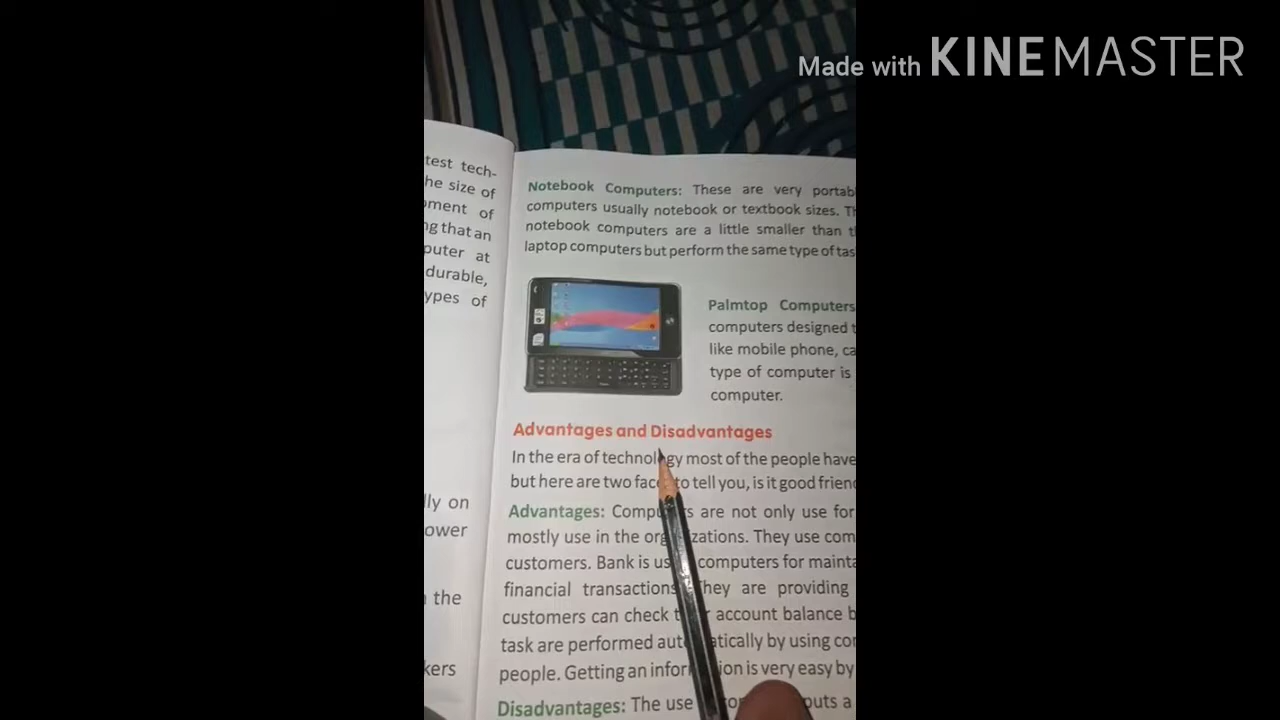 Made with KINEMASTER
test tech-
he size of
ment of
ng that an
puter at
durable,
ypes of
lly on
ower
the
kers
Notebook Computers: These are very portab
computers usually notebook or textbook sizes. Th
notebook computers are a little smaller than t
laptop computers but perform the same type of tas
Palmtop Computers
computers designed t
like mobile phone, ca
type of computer is
computer.
Advantages and Disadvantages
In the era of technology most of the people have
but here are two fac to tell you, is it good frien
Advantages: Comp rs are not only use for
mostly use in the org zations. They use com
customers. Bank is us computers for mainta
financial transactions They are providing
customers can check t r account balance b
task are performed aut atically by using co
people. Getting an infor ion is very easy by
Disadvantages: The use puts a